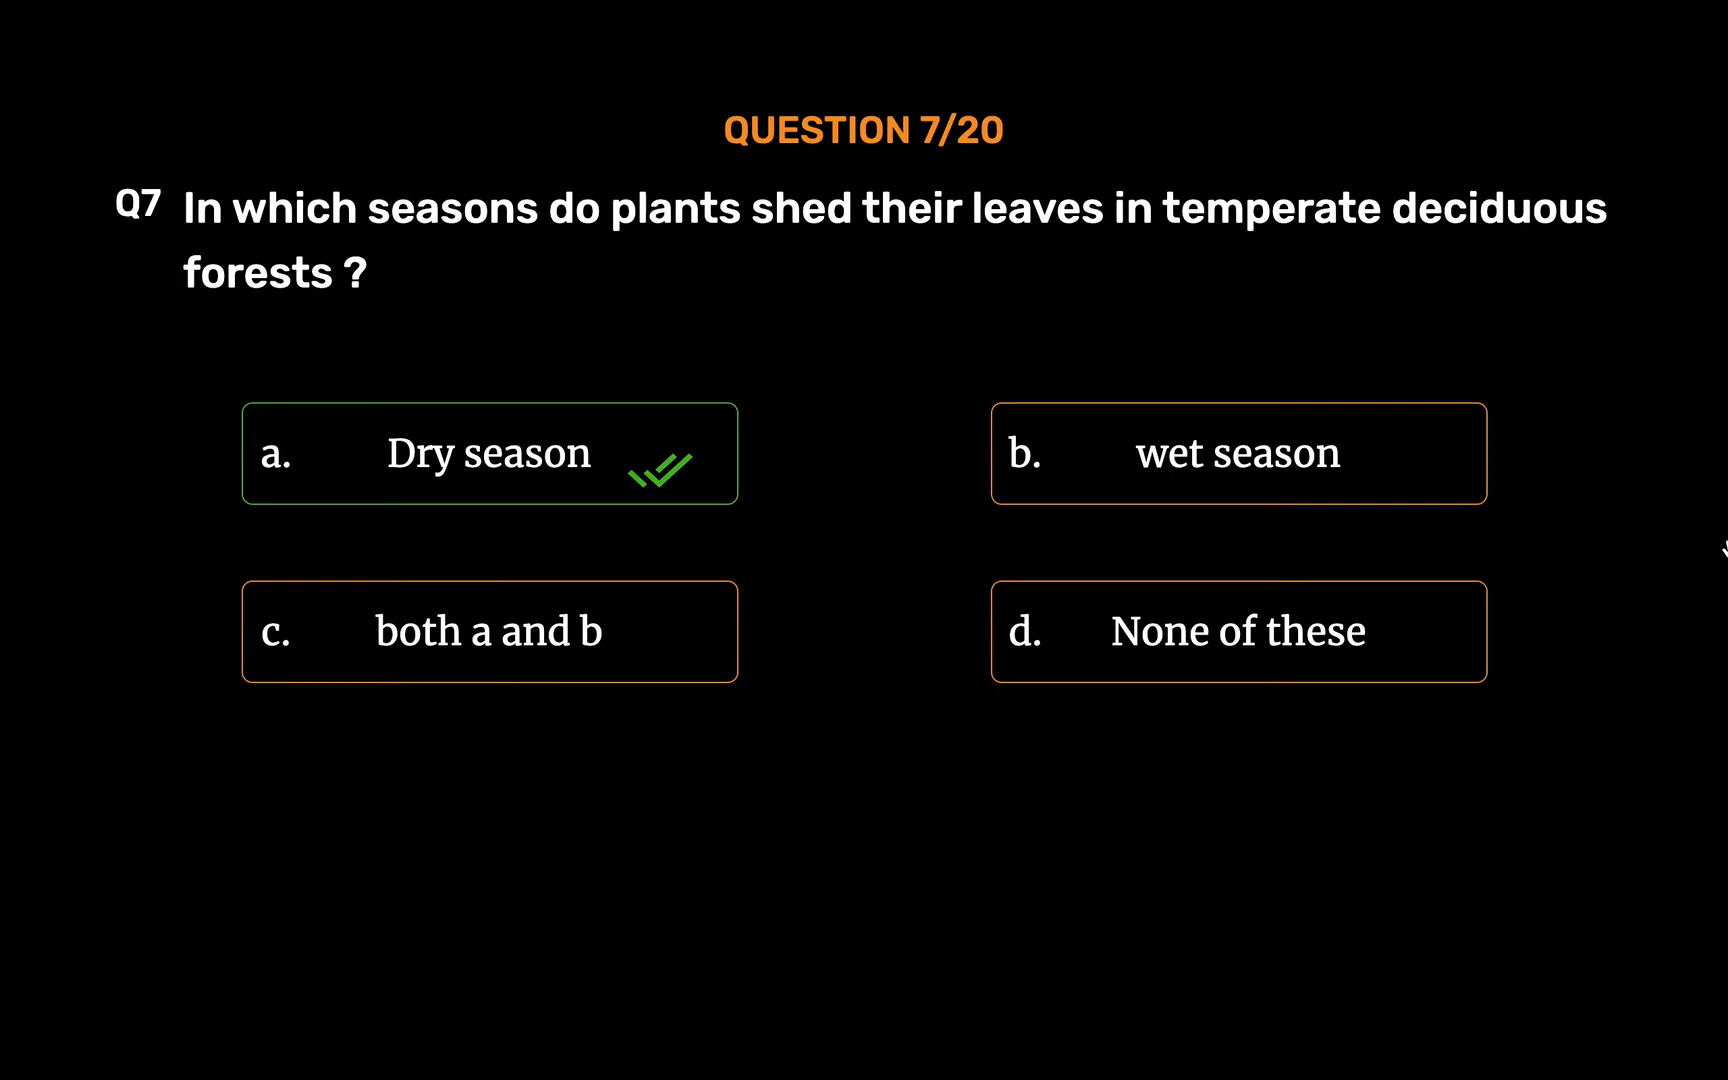 QUESTION 7/20
Q7 In which seasons do plants shed their leaves in temperate deciduous
forests ?
a. Dry season
b. wet season
c. both a and b
d. None of these